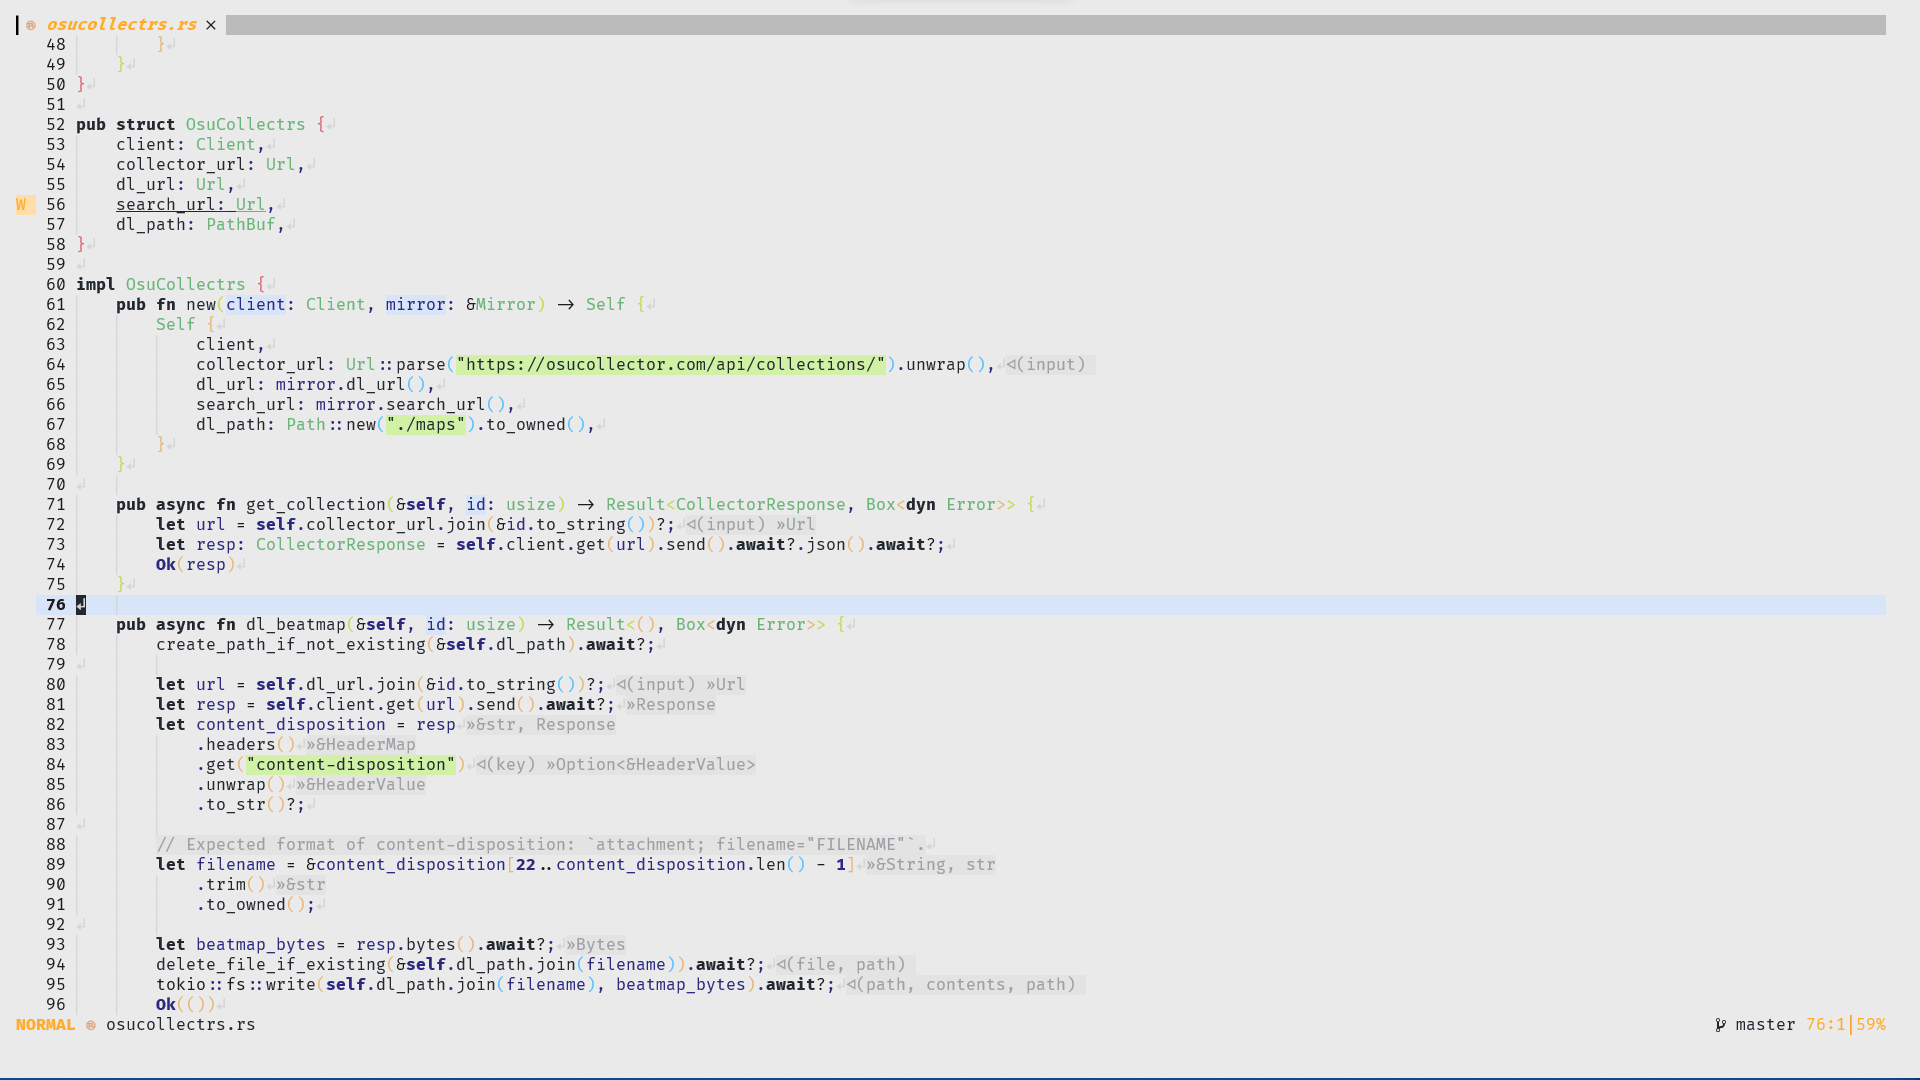 osucollectrs.rs ×
48 }↲
49 }↲
50 }↲
51 ↲
52 pub struct OsuCollectrs {↲
53     client: Client,↲
54     collector_url: Url,↲
55     dl_url: Url,↲
W 56     search_url: Url,↲
57     dl_path: PathBuf,↲
58 }↲
59 ↲
60 impl OsuCollectrs {↲
61     pub fn new(client: Client, mirror: &Mirror) -> Self {↲
62         Self {↲
63             client,↲
64             collector_url: Url::parse("https://osucollector.com/api/collections/").unwrap(),↲ ⊲(input)
65             dl_url: mirror.dl_url(),↲
66             search_url: mirror.search_url(),↲
67             dl_path: Path::new("./maps").to_owned(),↲
68         }↲
69     }↲
70 ↲
71     pub async fn get_collection(&self, id: usize) -> Result<CollectorResponse, Box<dyn Error>> {↲
72         let url = self.collector_url.join(&id.to_string())?;↲ ⊲(input) »Url
73         let resp: CollectorResponse = self.client.get(url).send().await?.json().await?;↲
74         Ok(resp)↲
75     }↲
76 ↲
77     pub async fn dl_beatmap(&self, id: usize) -> Result<(), Box<dyn Error>> {↲
78         create_path_if_not_existing(&self.dl_path).await?;↲
79 ↲
80         let url = self.dl_url.join(&id.to_string())?;↲ ⊲(input) »Url
81         let resp = self.client.get(url).send().await?;↲ »Response
82         let content_disposition = resp↲ »&str, Response
83             .headers()↲ »&HeaderMap
84             .get("content-disposition")↲ ⊲(key) »Option<&HeaderValue>
85             .unwrap()↲ »&HeaderValue
86             .to_str()?;↲
87 ↲
88         // Expected format of content-disposition: `attachment; filename="FILENAME"`.↲
89         let filename = &content_disposition[22..content_disposition.len() - 1]↲ »&String, str
90             .trim()↲ »&str
91             .to_owned();↲
92 ↲
93         let beatmap_bytes = resp.bytes().await?;↲ »Bytes
94         delete_file_if_existing(&self.dl_path.join(filename)).await?;↲ ⊲(file, path)
95         tokio::fs::write(self.dl_path.join(filename), beatmap_bytes).await?;↲ ⊲(path, contents, path)
96         Ok(())↲
NORMAL osucollectrs.rs master 76:1 59%